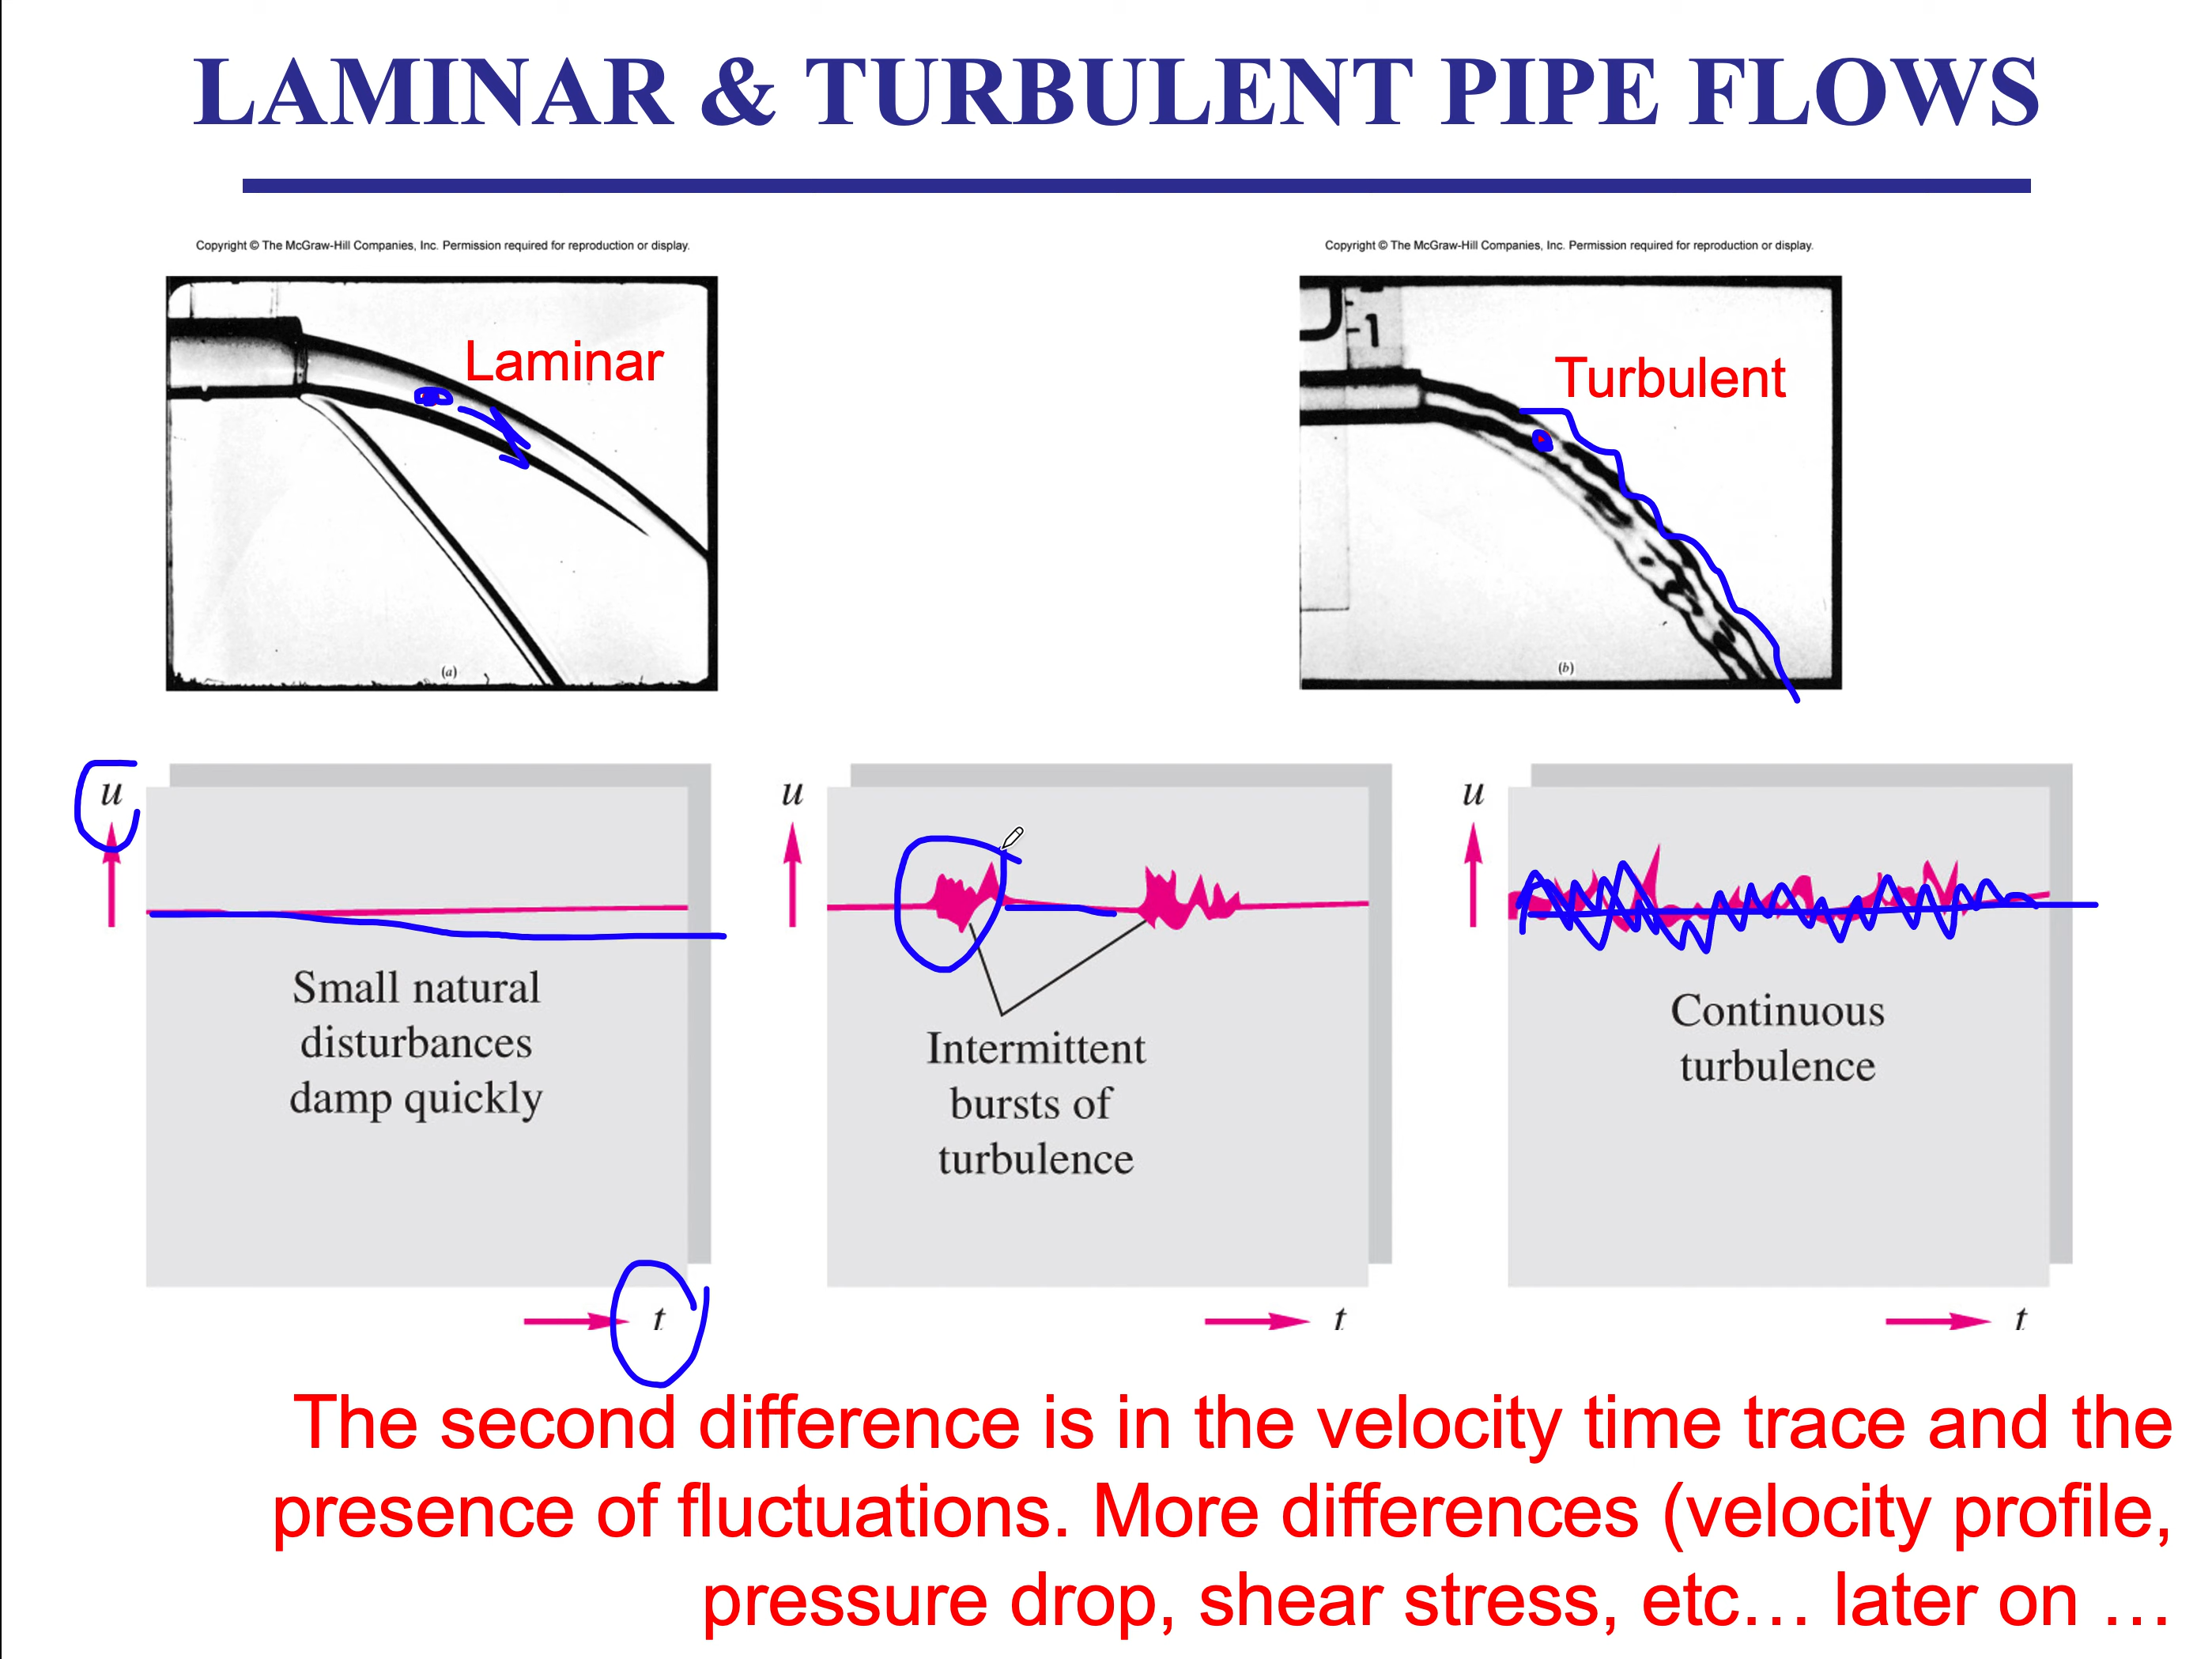 LAMINAR & TURBULENT PIPE FLOWS
Copyright © The McGraw-Hill Companies, Inc. Permission required for reproduction or display.
Copyright © The McGraw-Hill Companies, Inc. Permission required for reproduction or display.
Laminar
(a)
1
Turbulent
(b)
u
Small natural
disturbances
damp quickly
t
u
Intermittent
bursts of
turbulence
t
u
Continuous
turbulence
t
The second difference is in the velocity time trace and the
presence of fluctuations. More differences (velocity profile,
pressure drop, shear stress, etc… later on …